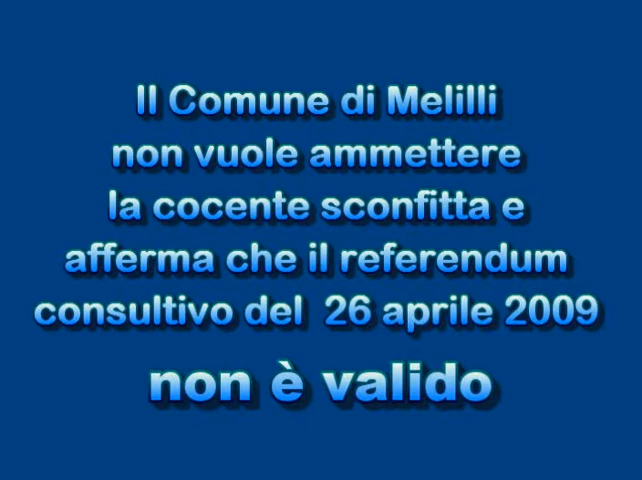 Il Comune di Melilli
non vuole ammettere
la cocente sconfitta e
afferma che il referendum
consultivo del 26 aprile 2009
non è valido